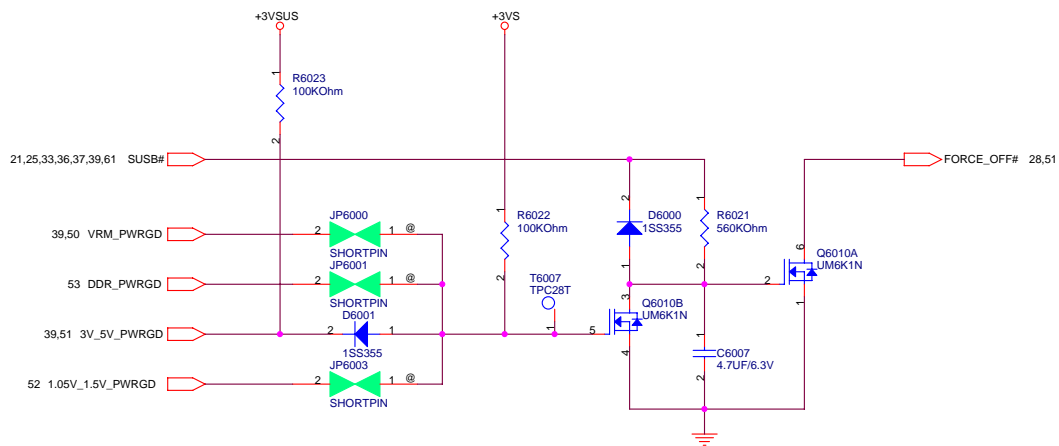 +3VSUS
+3VS
1
R6023
100KOhm
2
21,25,33,36,37,39,61 SUSB#
FORCE_OFF# 28,51
JP6000
39,50 VRM_PWRGD
2
1
@
SHORTPIN
JP6001
53 DDR_PWRGD
2
1
@
SHORTPIN
D6001
39,51 3V_5V_PWRGD
2
1
1SS355
52 1.05V_1.5V_PWRGD
2
1
@
JP6003
SHORTPIN
1
R6022
100KOhm
2
T6007
TPC28T
1
2
D6000
1SS355
1
1
R6021
560KOhm
2
3
Q6010B
UM6K1N
5
4
6
Q6010A
UM6K1N
2
1
1
C6007
4.7UF/6.3V
2